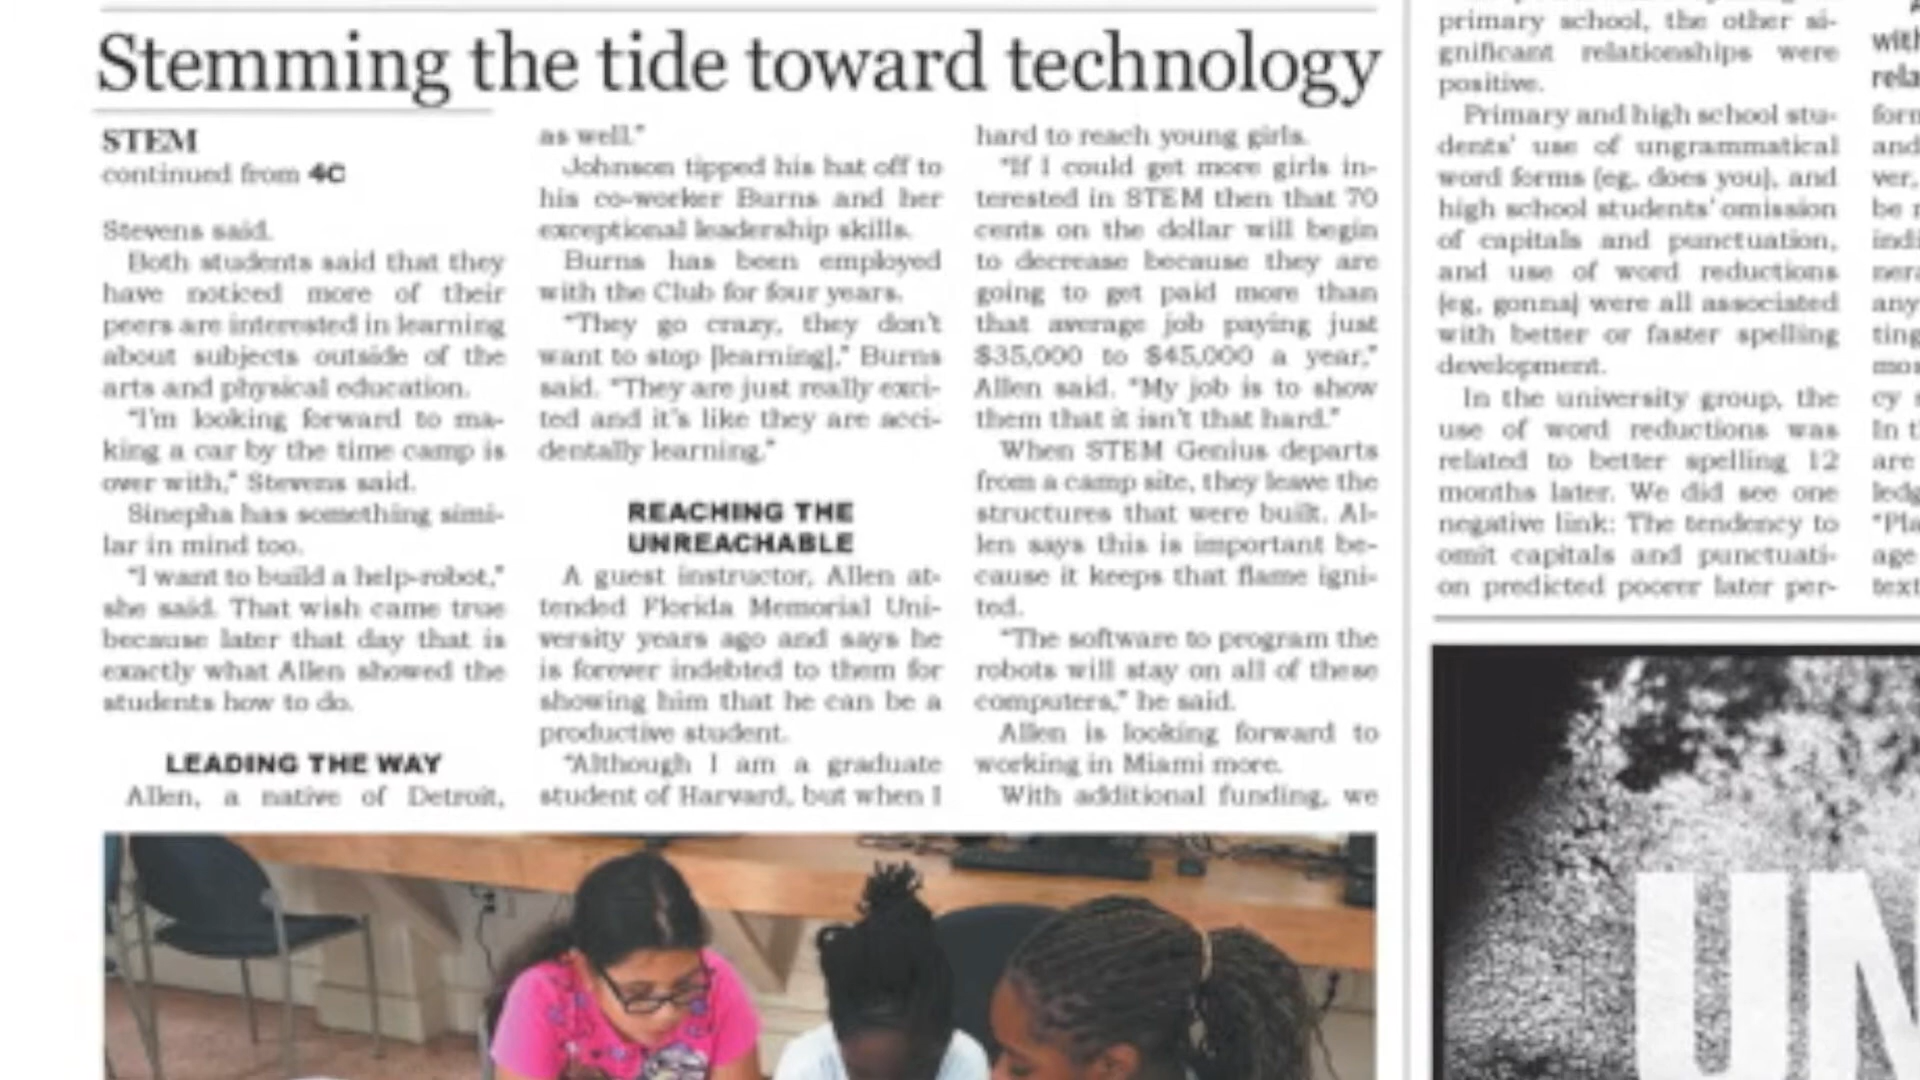 Stemming the tide toward technology
STEM
continued from 4C
Stevens said.
Both students said that they
have noticed more of their
peers are interested in learning
about subjects outside of the
arts and physical education.
"I'm looking forward to ma-
king a car by the time camp is
over with," Stevens said.
Sinepha has something simi-
lar in mind too.
"I want to build a help-robot,"
she said. That wish came true
because later that day that is
exactly what Allen showed the
students how to do.
LEADING THE WAY
Allen, a native of Detroit,
as well."
Johnson tipped his hat off to
his co-worker Burns and her
exceptional leadership skills.
Burns has been employed
with the Club for four years.
"They go crazy, they don't
want to stop [learning]," Burns
said. "They are just really exci-
ted and it's like they are acci-
dentally learning."
REACHING THE
UNREACHABLE
A guest instructor, Allen at-
tended Florida Memorial Uni-
versity years ago and says he
is forever indebted to them for
showing him that he can be a
productive student.
"Although I am a graduate
student of Harvard, but when I
hard to reach young girls.
"If I could get more girls in-
terested in STEM then that 70
cents on the dollar will begin
to decrease because they are
going to get paid more than
that average job paying just
$35,000 to $45,000 a year,"
Allen said. "My job is to show
them that it isn't that hard."
When STEM Genius departs
from a camp site, they leave the
structures that were built. Al-
len says this is important be-
cause it keeps that flame igni-
ted.
"The software to program the
robots will stay on all of these
computers," he said.
Allen is looking forward to
working in Miami more.
With additional funding, we
primary school, the other si-
gnificant relationships were
positive.
Primary and high school stu-
dents' use of ungrammatical
word forms (eg, does you), and
high school students' omission
of capitals and punctuation,
and use of word reductions
(eg, gonna) were all associated
with better or faster spelling
development.
In the university group, the
use of word reductions was
related to better spelling 12
months later. We did see one
negative link: The tendency to
omit capitals and punctuati-
on predicted poorer later per-
with
rela
form
and
ver,
be
indi
nera
any
ting
mos
cy
In
are
ledg
"Pla
age
text
UN